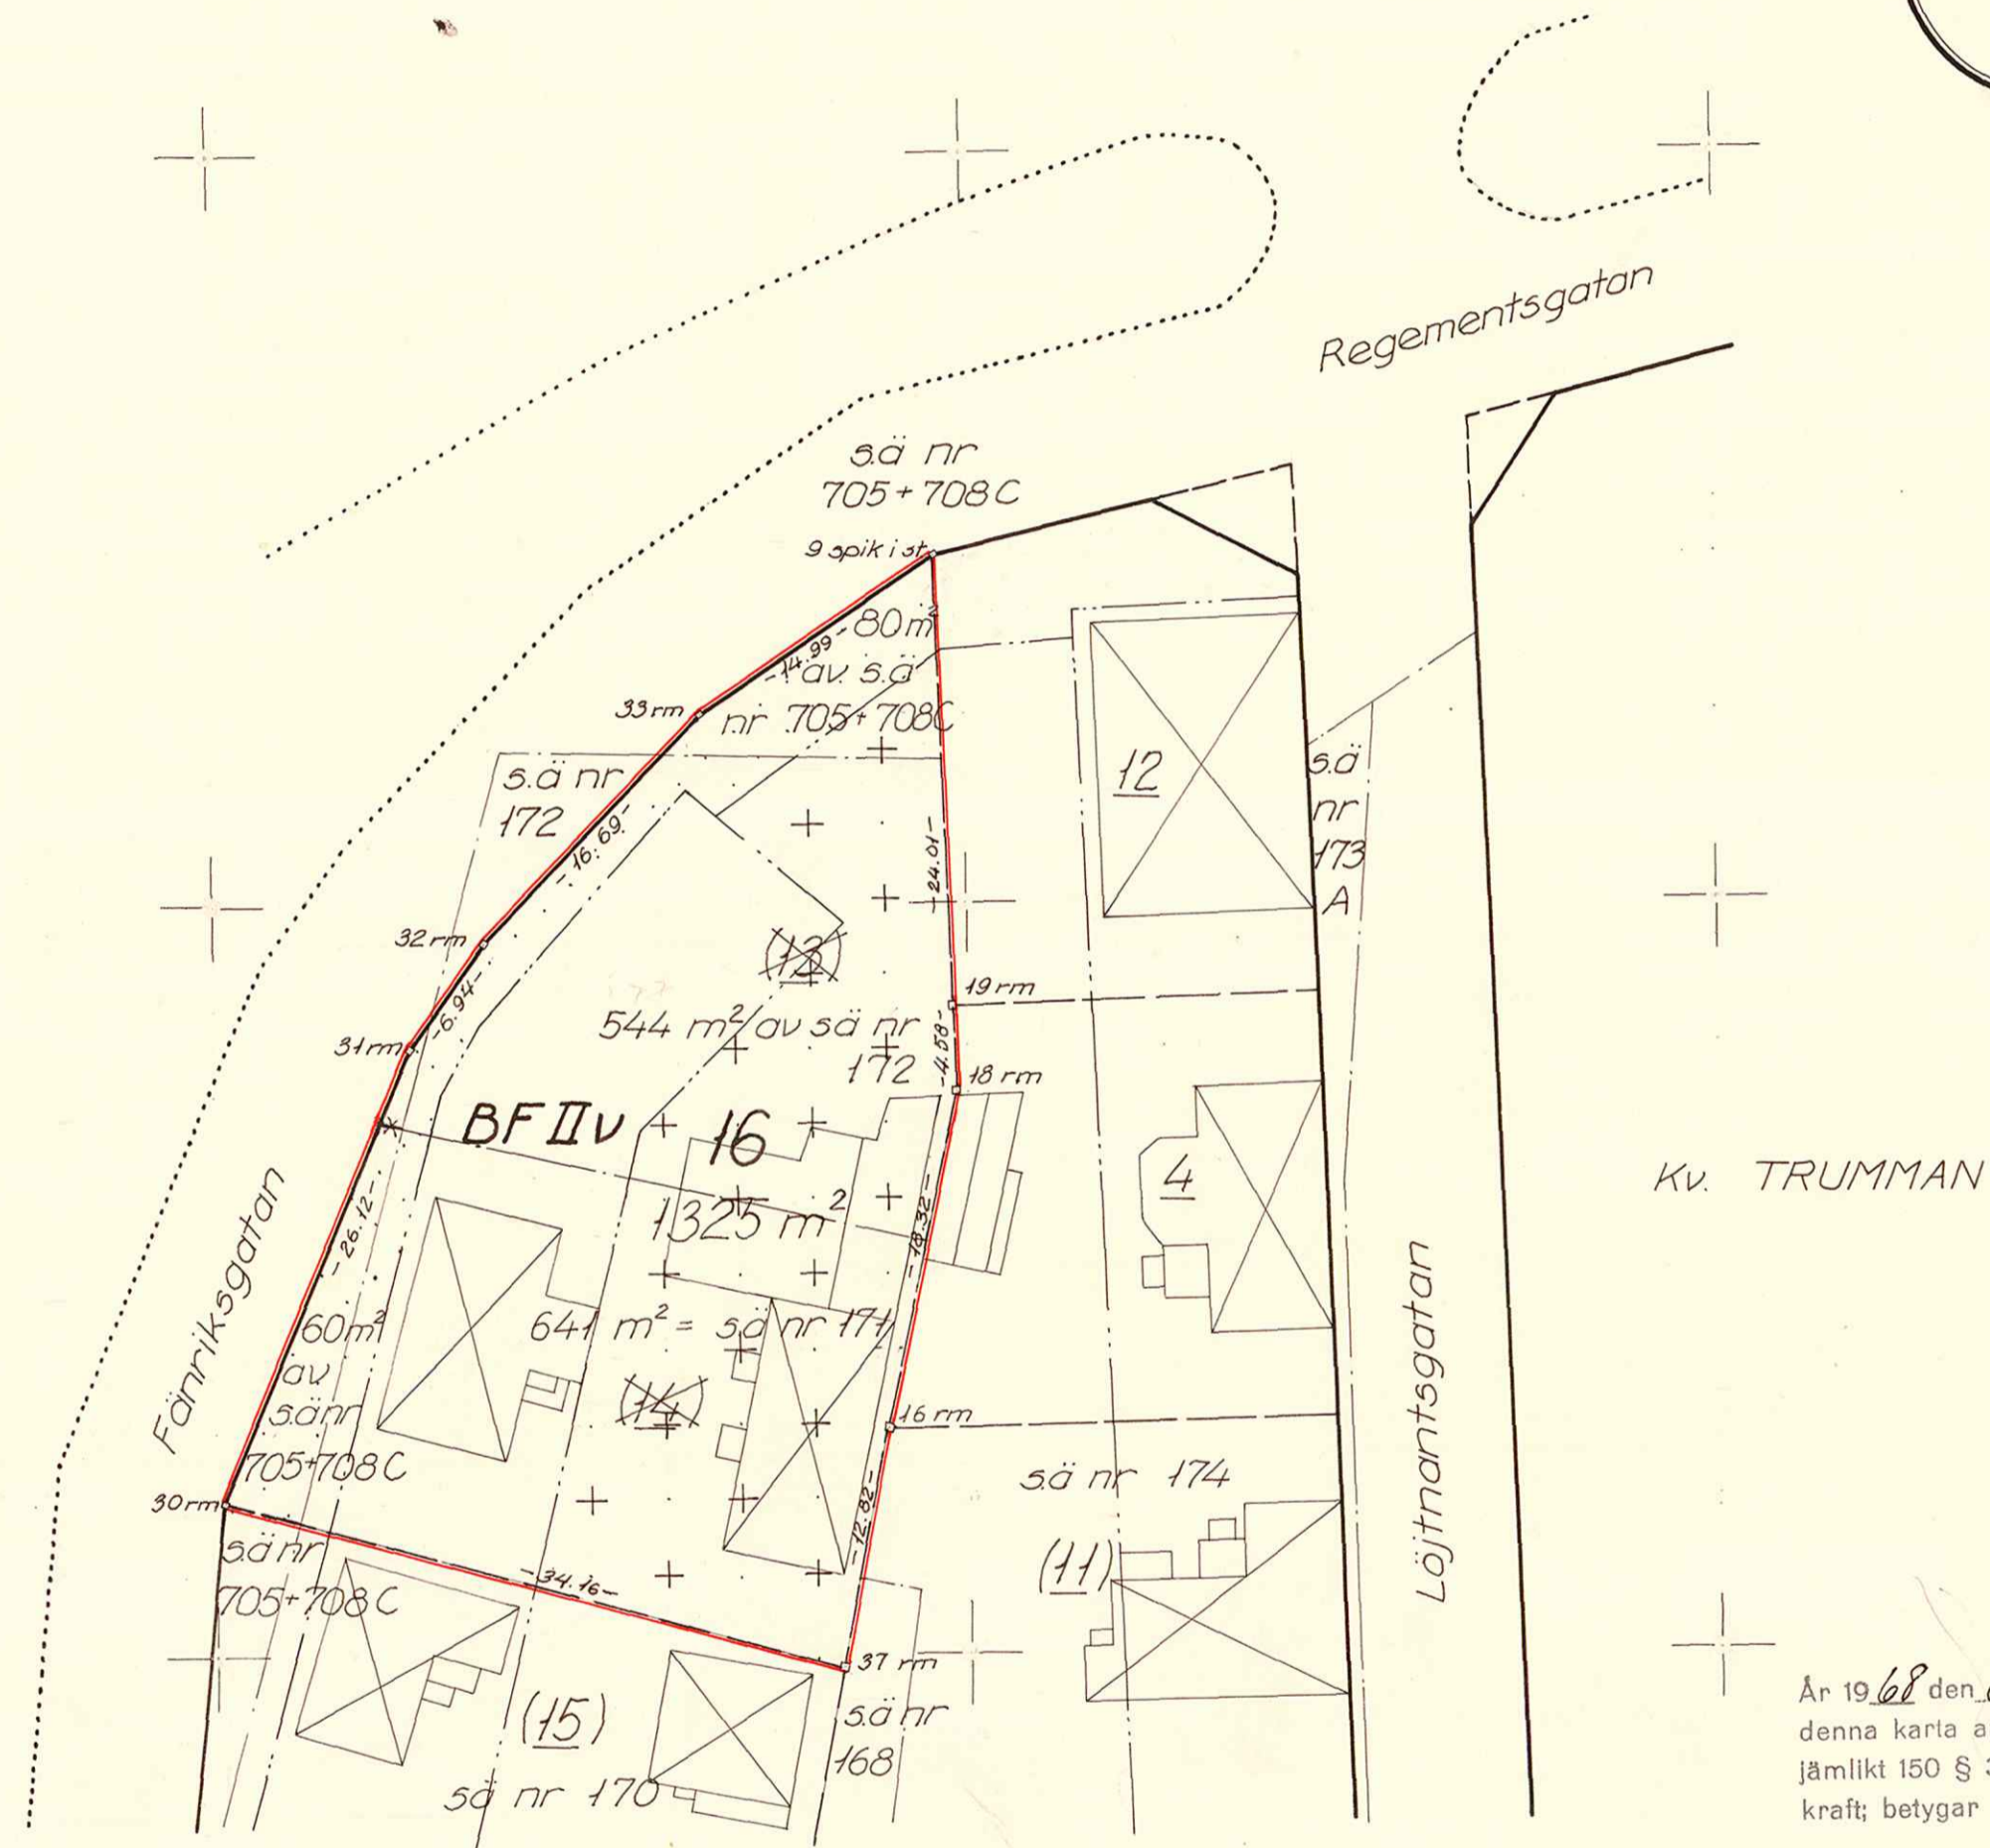 Regementsgatan
s.ä nr
705+708C
9 spik i st
80m²
-14.99-
av. s.ä
nr 705+708C
33 rm
s.ä nr
172
-16.69-
12
s.ä
nr
173
A
-24.01-
32 rm
(13)
-6.94-
19 rm
544 m² av sä nr
172
31 rm
-4.58-
18 rm
BF II v
16
1325 m²
4
Kv. TRUMMAN
-26.12-
-18.32-
Fänriksgatan
Löjtnantsgatan
60m²
av
s.ä nr
705+708C
641 m² = sä nr 171
(14)
16 rm
sä nr 174
-12.82-
30 rm
s.ä nr
705+708C
-34.16-
(11)
37 rm
(15)
s.ä nr
168
sä nr 170
År 1968 den
denna karta a
jämlikt 150 §
kraft; betygar